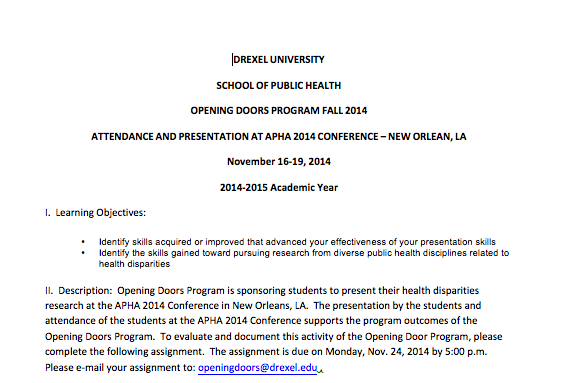 DREXEL UNIVERSITY
SCHOOL OF PUBLIC HEALTH
OPENING DOORS PROGRAM FALL 2014
ATTENDANCE AND PRESENTATION AT APHA 2014 CONFERENCE – NEW ORLEAN, LA
November 16-19, 2014
2014-2015 Academic Year
I.  Learning Objectives:
• Identify skills acquired or improved that advanced your effectiveness of your presentation skills
• Identify the skills gained toward pursuing research from diverse public health disciplines related to
health disparities
II.  Description:  Opening Doors Program is sponsoring students to present their health disparities
research at the APHA 2014 Conference in New Orleans, LA.  The presentation by the students and
attendance of the students at the APHA 2014 Conference supports the program outcomes of the
Opening Doors Program.  To evaluate and document this activity of the Opening Door Program, please
complete the following assignment.  The assignment is due on Monday, Nov. 24, 2014 by 5:00 p.m.
Please e-mail your assignment to: openingdoors@drexel.edu.